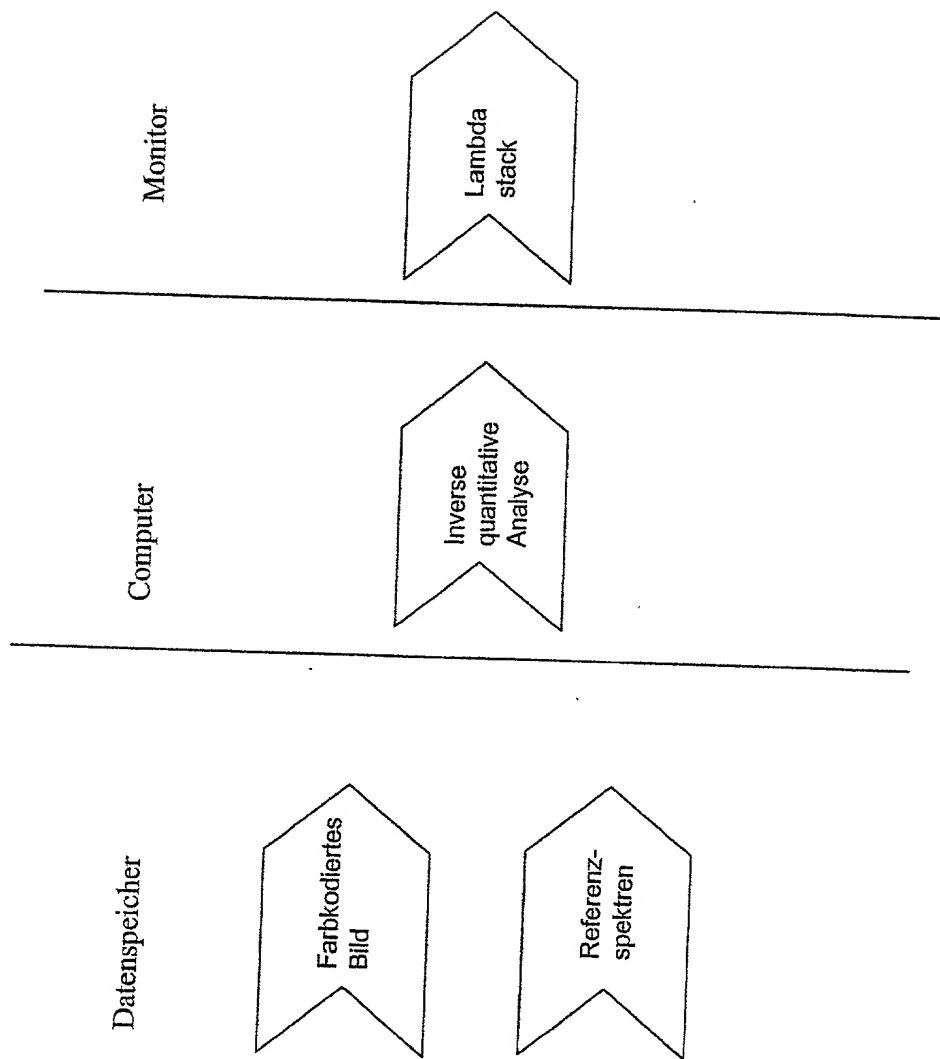 Datenspeicher
Farbkodiertes
Bild
Referenz-
spektren
Computer
Inverse
quantitative
Analyse
Monitor
Lambda
stack